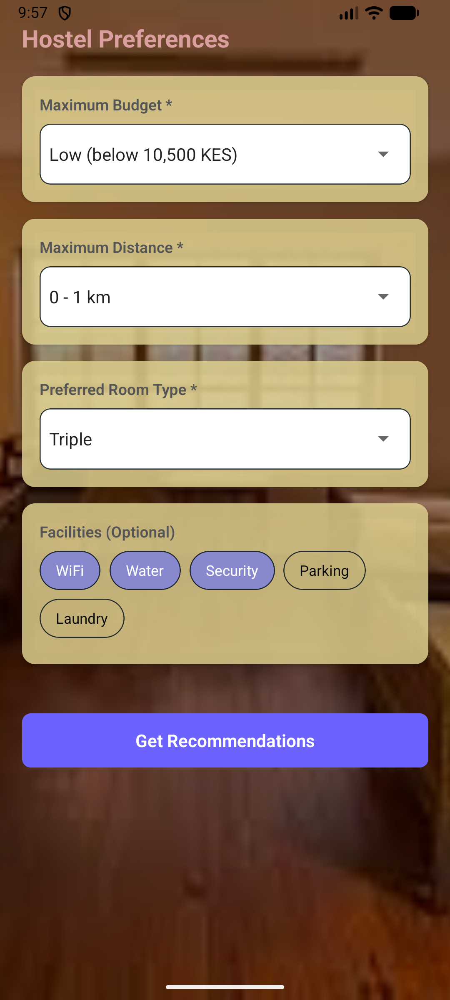 9:57
Hostel Preferences
Maximum Budget *
Low (below 10,500 KES)
Maximum Distance *
0 - 1 km
Preferred Room Type *
Triple
Facilities (Optional)
WiFi Water Security Parking
Laundry
Get Recommendations